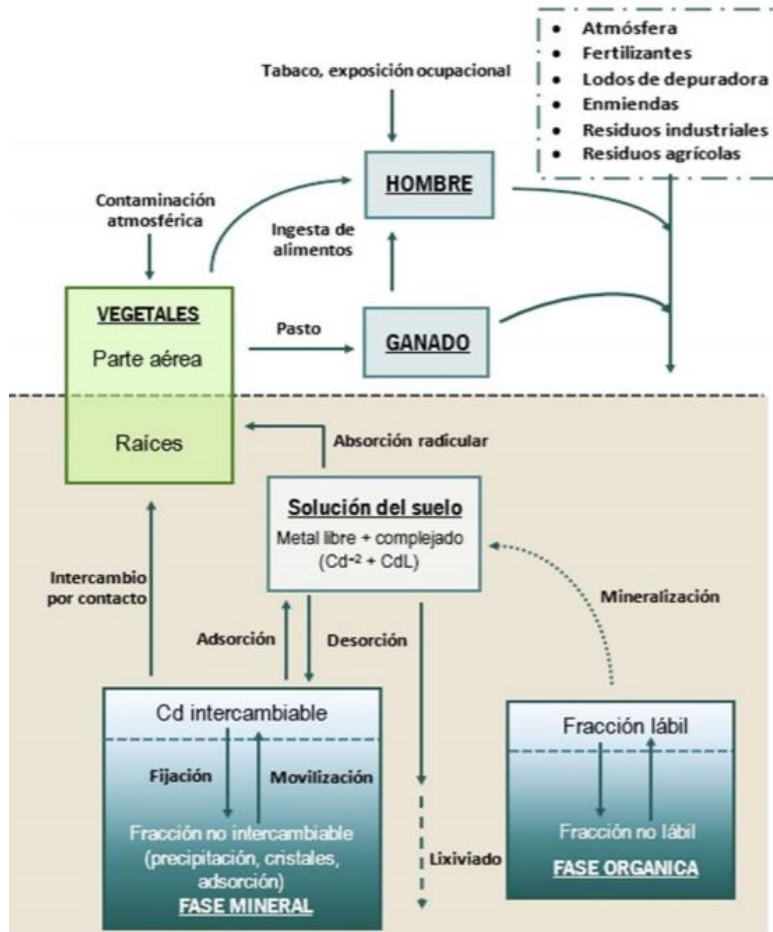 • Atmósfera
• Fertilizantes
• Lodos de depuradora
• Enmiendas
• Residuos industriales
• Residuos agrícolas
Tabaco, exposición ocupacional
HOMBRE
Contaminación
atmosférica
Ingesta de
alimentos
VEGETALES
Parte aérea
Pasto
GANADO
Raíces
Absorción radicular
Solución del suelo
Metal libre + complejado
(Cd+2 + CdL)
Intercambio
por contacto
Adsorción
Desorción
Mineralización
Cd intercambiable
Fijación
Movilización
Fracción no intercambiable
(precipitación, cristales,
adsorción)
FASE MINERAL
Lixiviado
Fracción lábil
Fracción no lábil
FASE ORGANICA